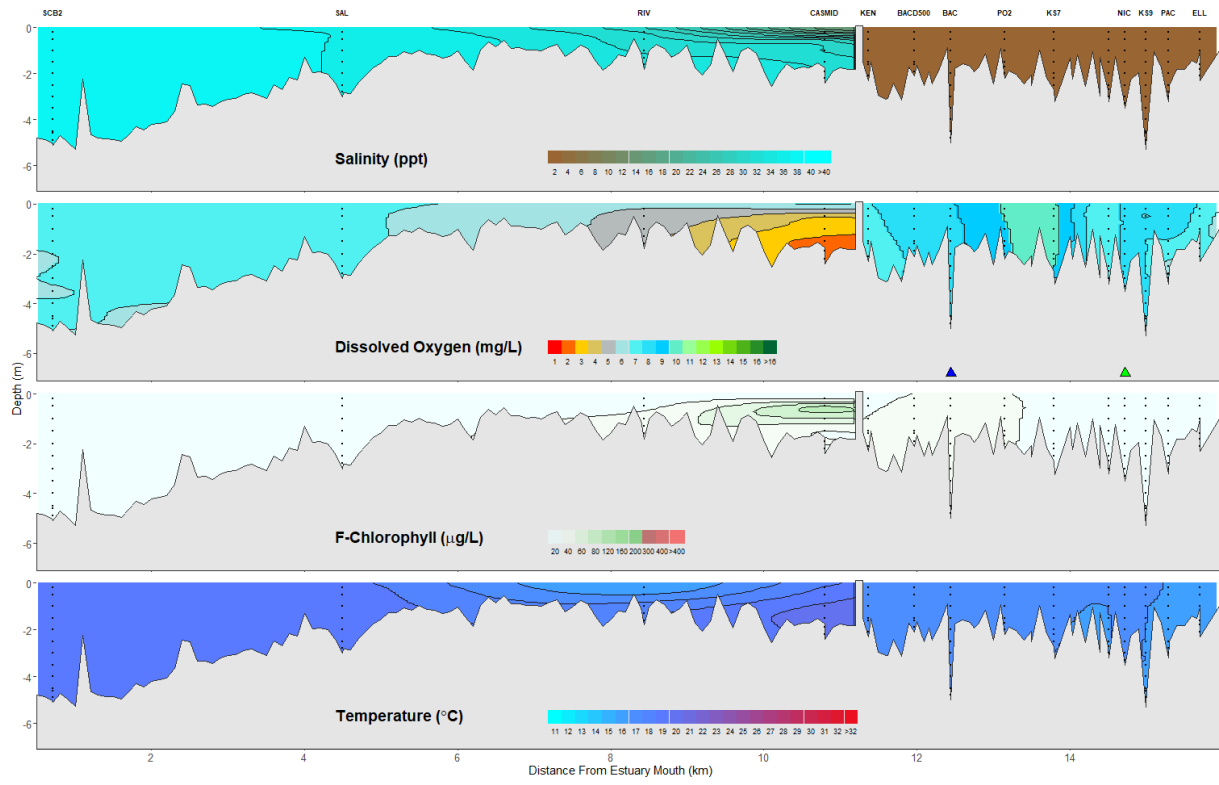 SCB2 SAL RIV CASMID KEN BACD500 BAC PO2 KS7 NIC KS9 PAC ELL
0
-2
-4
-6
Salinity (ppt)
2 4 6 8 10 12 14 16 18 20 22 24 26 28 30 32 34 36 38 40 >40
0
-2
-4
-6
Dissolved Oxygen (mg/L)
1 2 3 4 5 6 7 8 9 10 11 12 13 14 15 16 >16
Depth (m)
0
-2
-4
-6
F-Chlorophyll (μg/L)
20 40 60 80 120 160 200 300 400 >400
0
-2
-4
-6
Temperature (°C)
11 12 13 14 15 16 17 18 19 20 21 22 23 24 25 26 27 28 29 30 31 32 >32
2 4 6 8 10 12 14
Distance From Estuary Mouth (km)